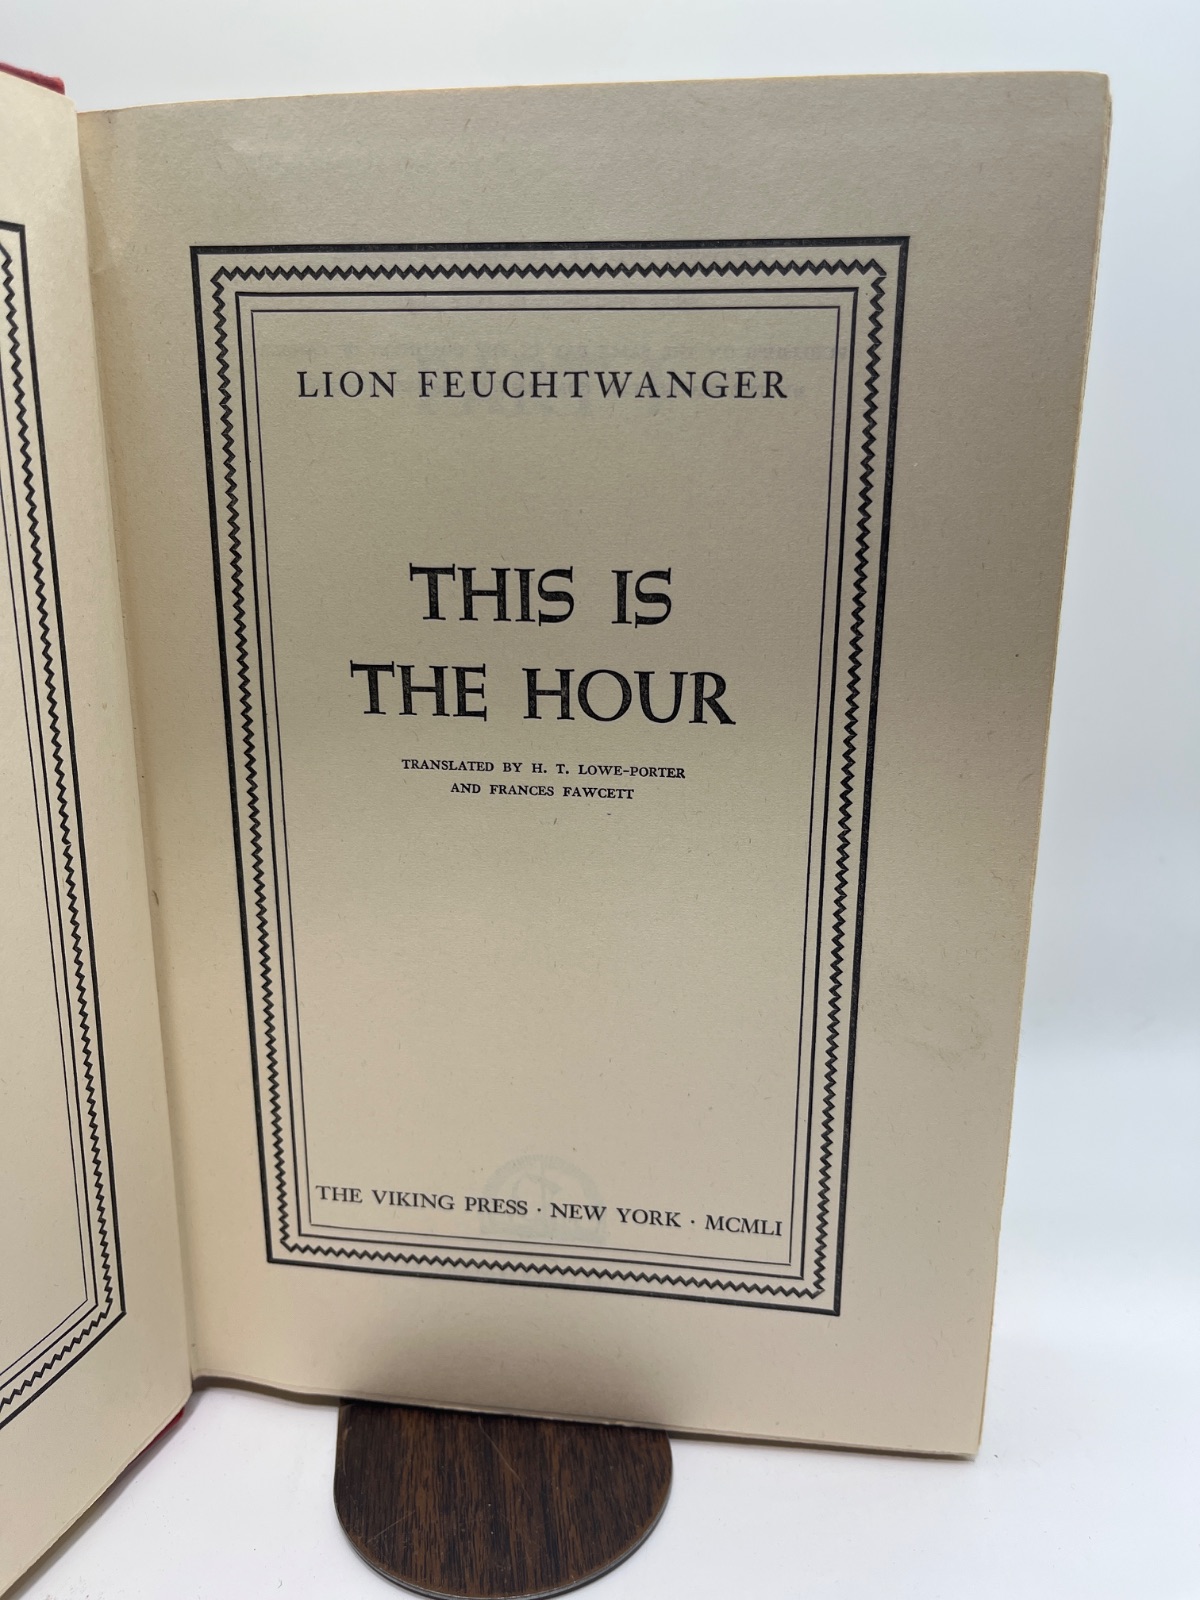 LION FEUCHTWANGER
THIS IS
THE HOUR
TRANSLATED BY H. T. LOWE-PORTER
AND FRANCES FAWCETT
THE VIKING PRESS · NEW YORK · MCMLI